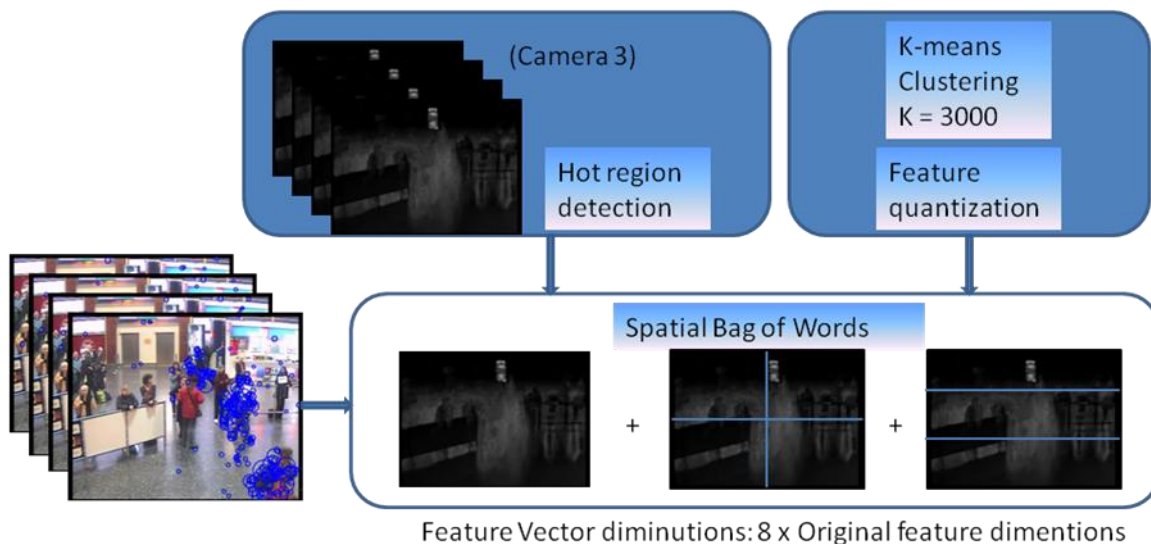 (Camera 3)
Hot region
detection
K-means
Clustering
K = 3000
Feature
quantization
Spatial Bag of Words
+
+
Feature Vector diminutions: 8 x Original feature dimentions